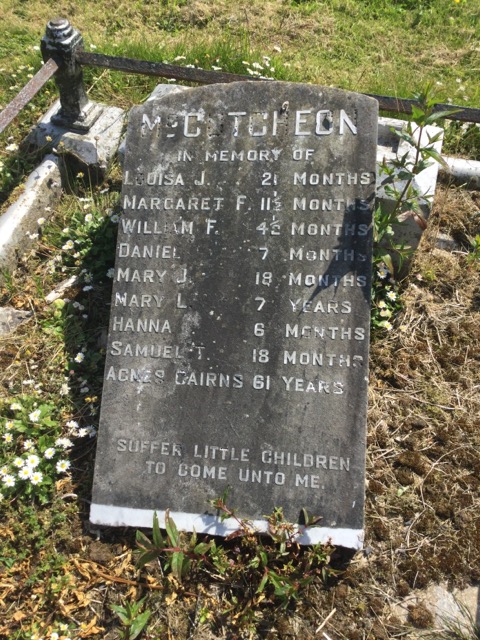 McCUTCHEON
IN MEMORY OF
LOUISA J. 2½ MONTHS
MARGARET F. 11½ MONTHS
WILLIAM F. 4½ MONTHS
DANIEL 7 MONTHS
MARY J. 18 MONTHS
MARY L. 7 YEARS
HANNA 6 MONTHS
SAMUEL T. 18 MONTHS
AGNES CAIRNS 61 YEARS
SUFFER LITTLE CHILDREN
TO COME UNTO ME.